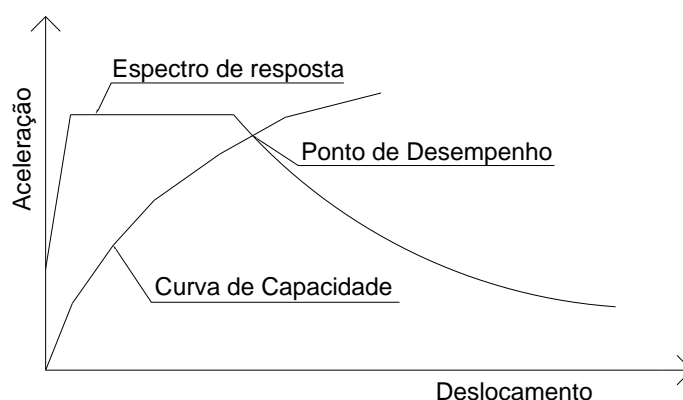 Espectro de resposta
Aceleração
Ponto de Desempenho
Curva de Capacidade
Deslocamento